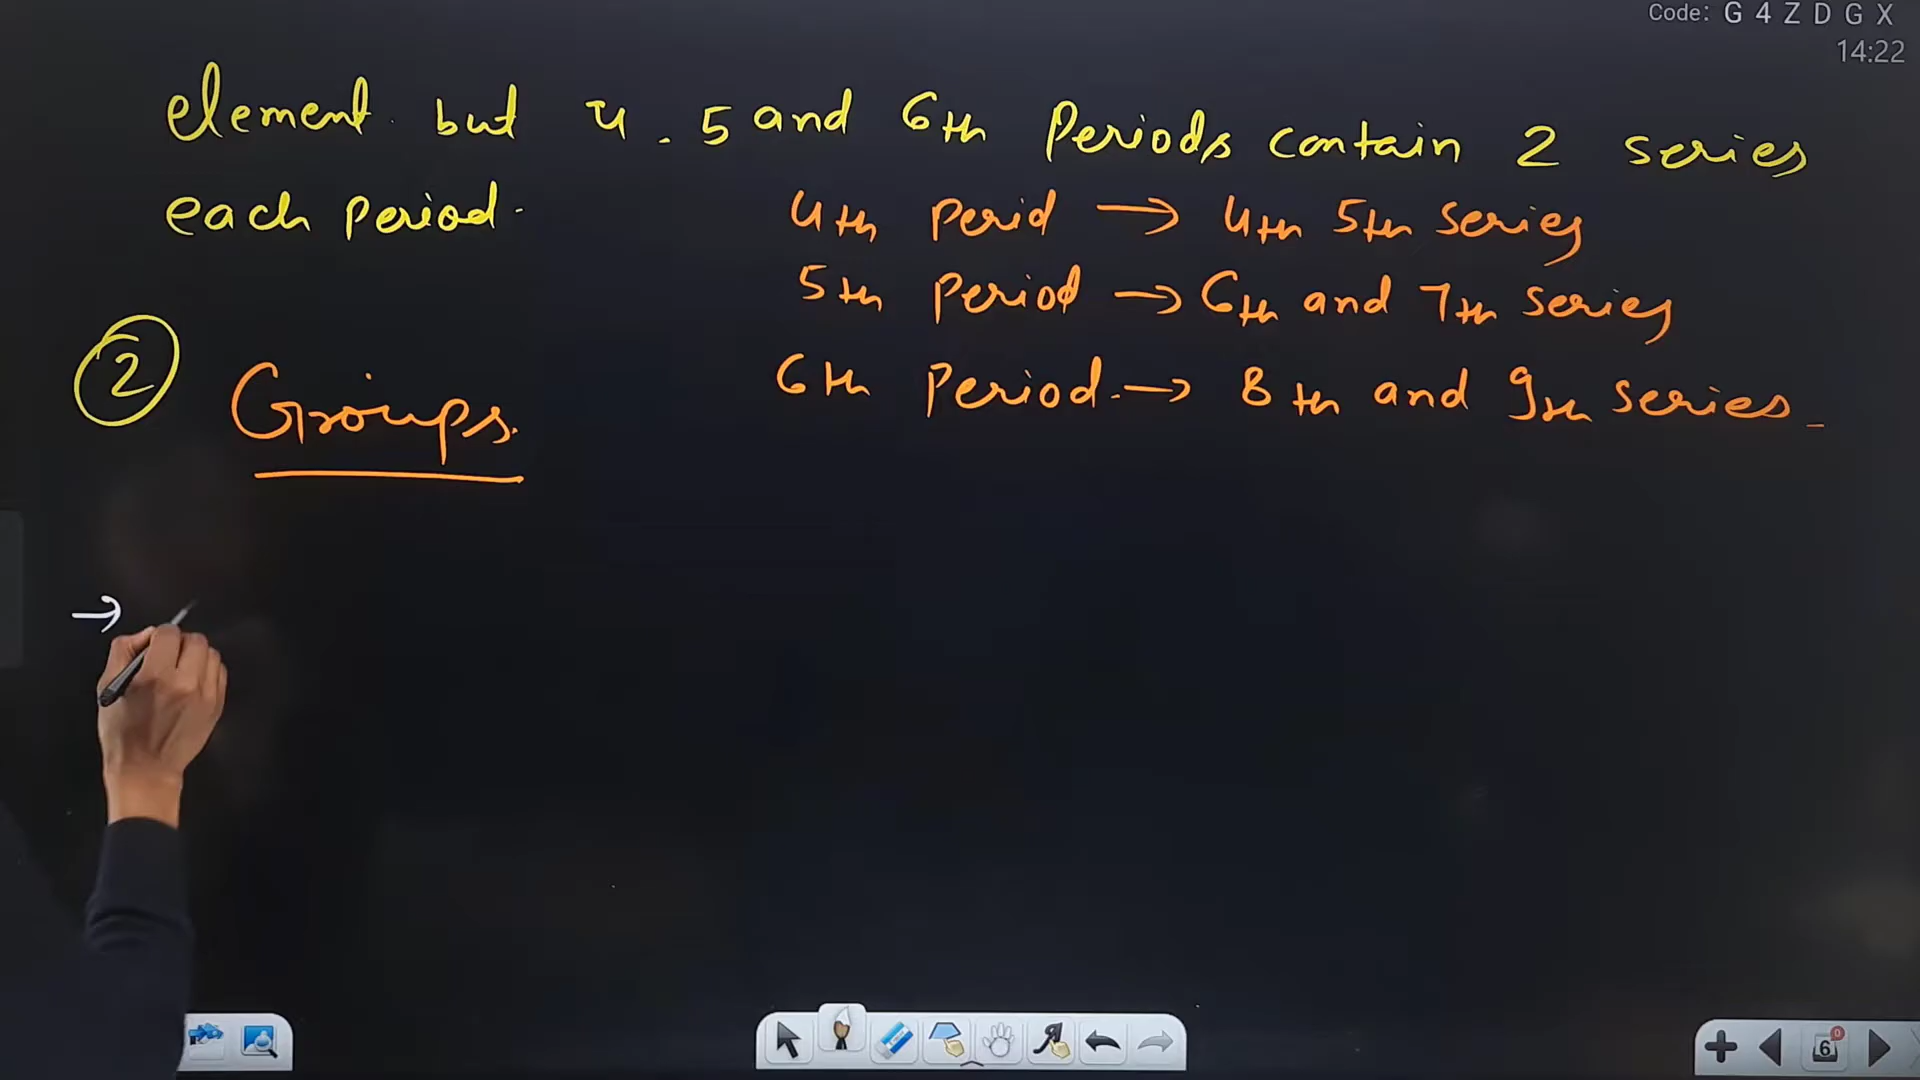 Code: G 4 Z D G X
14:22
element but 4. 5 and 6th Periods contain 2 series
each period.
4th perid → 4th 5th series
5th period → 6th and 7th series
6th Period. → 8th and 9th series.
2 Groups.
→
6
0